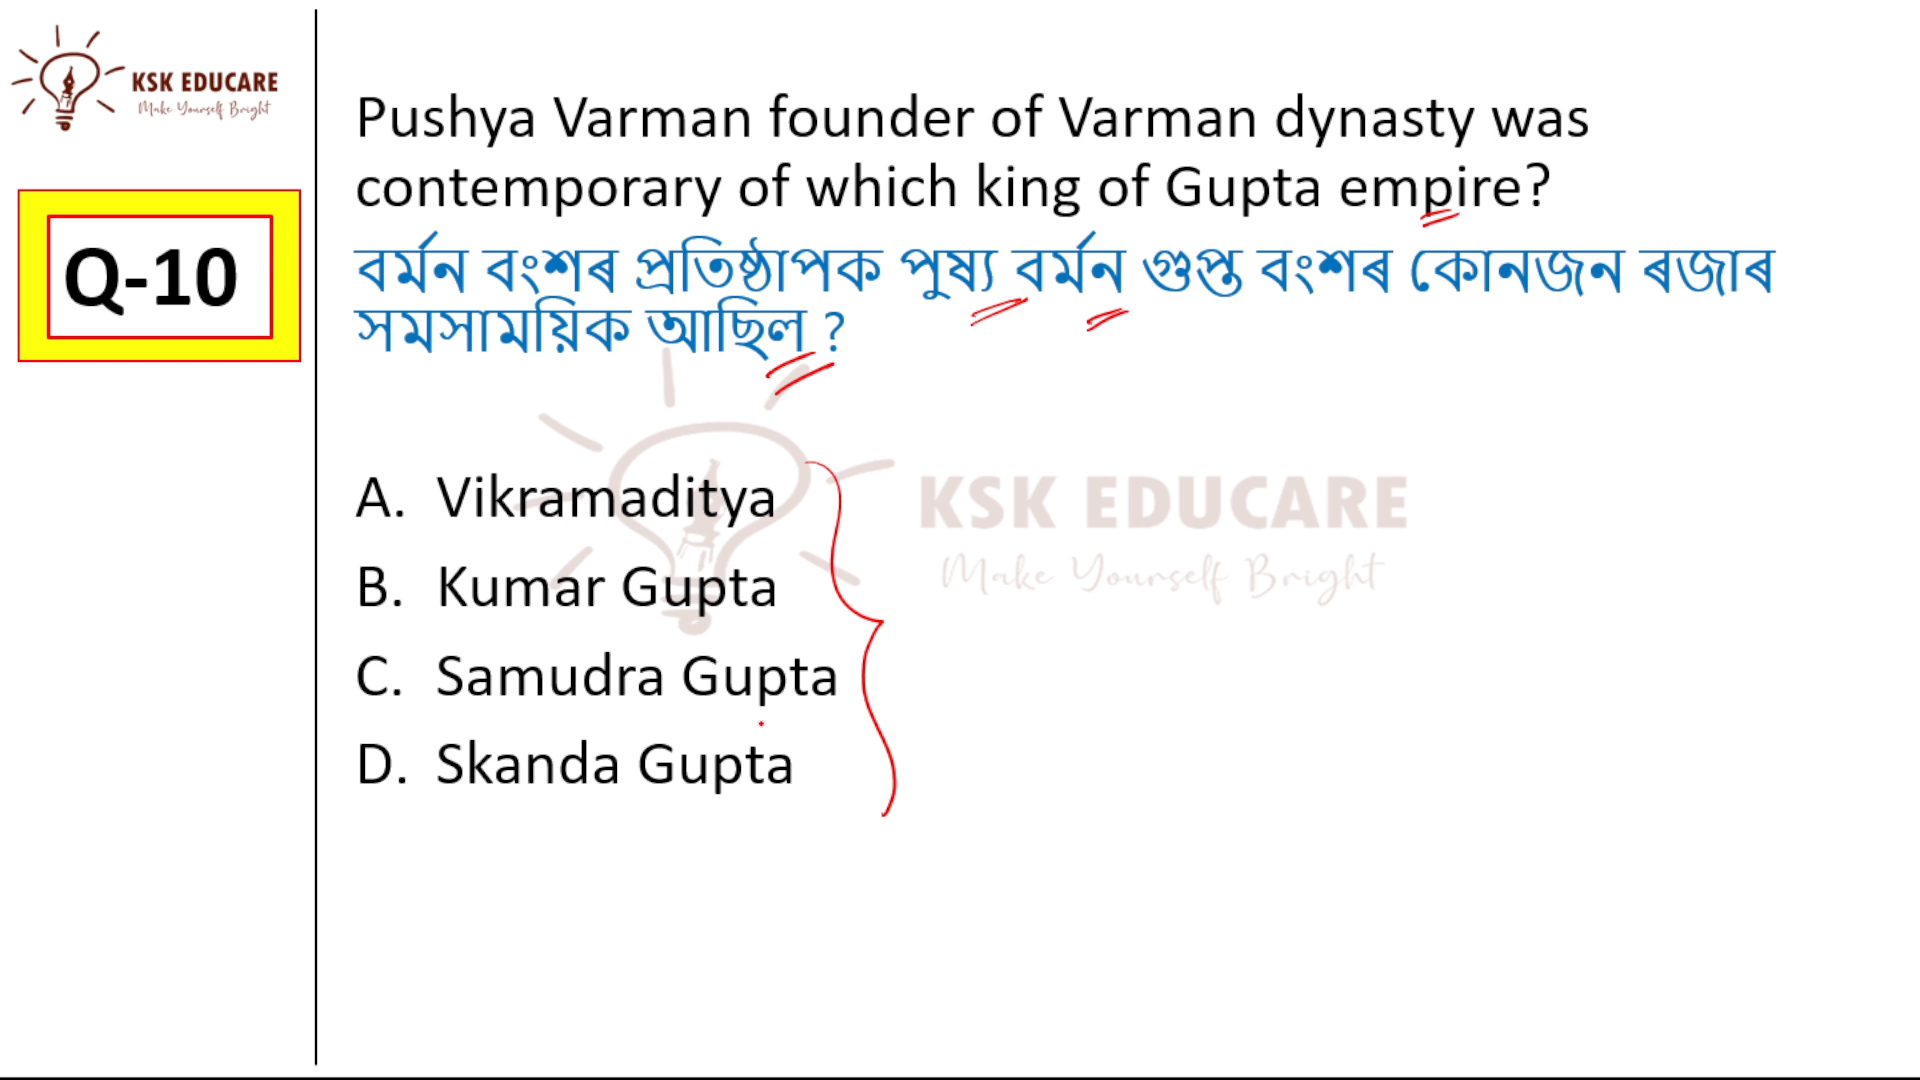 KSK EDUCARE
Make Yourself Bright
Q-10
Pushya Varman founder of Varman dynasty was
contemporary of which king of Gupta empire?
বৰ্মন বংশৰ প্ৰতিষ্ঠাপক পুষ্য বৰ্মন গুপ্ত বংশৰ কোনজন ৰজাৰ
সমসাময়িক আছিল ?
A. Vikramaditya
B. Kumar Gupta
C. Samudra Gupta
D. Skanda Gupta
KSK EDUCARE
Make Yourself Bright